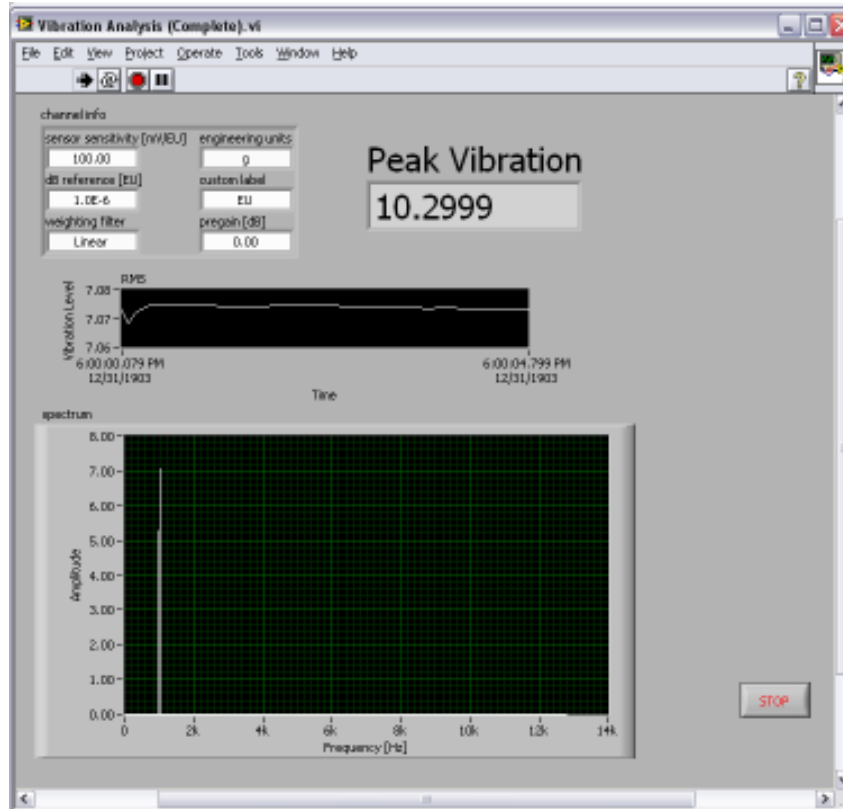 Vibration Analysis (Complete).vi
File Edit View Project Operate Tools Window Help
channel info
sensor sensitivity [mV/EU] engineering units
100.00 g
dB reference [EU] custom label
1.0E-6 EU
weighting filter pregain [dB]
Linear 0.00
Peak Vibration
10.2999
RMS
Vibration Level
7.08
7.07
7.06
6:00:00.079 PM 6:00:04.799 PM
12/31/1903 12/31/1903
Time
spectrum
Amplitude
8.00
7.00
6.00
5.00
4.00
3.00
2.00
1.00
0.00
0 2k 4k 6k 8k 10k 12k 14k
Frequency [Hz]
STOP